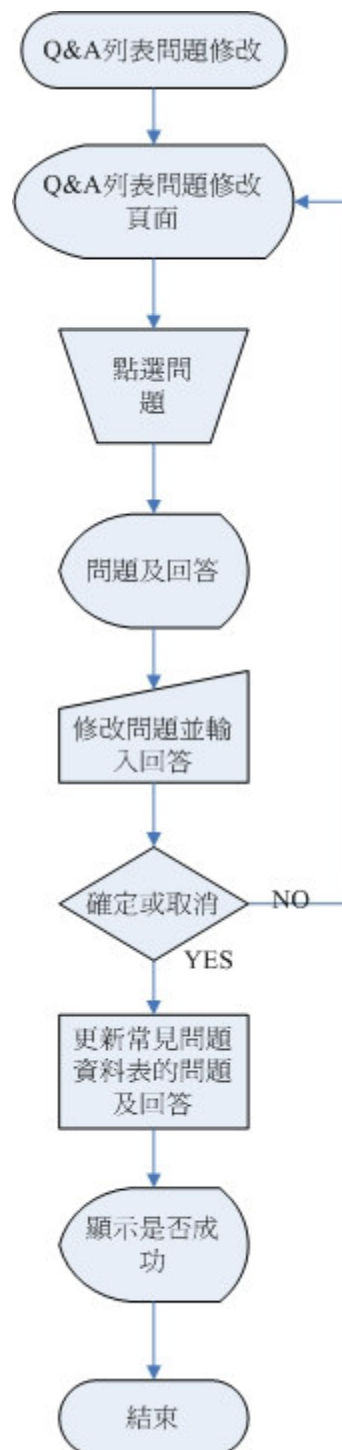 Q&A列表問題修改
Q&A列表問題修改
頁面
點選問
題
問題及回答
修改問題並輸
入回答
確定或取消
NO
YES
更新常見問題
資料表的問題
及回答
顯示是否成
功
結束